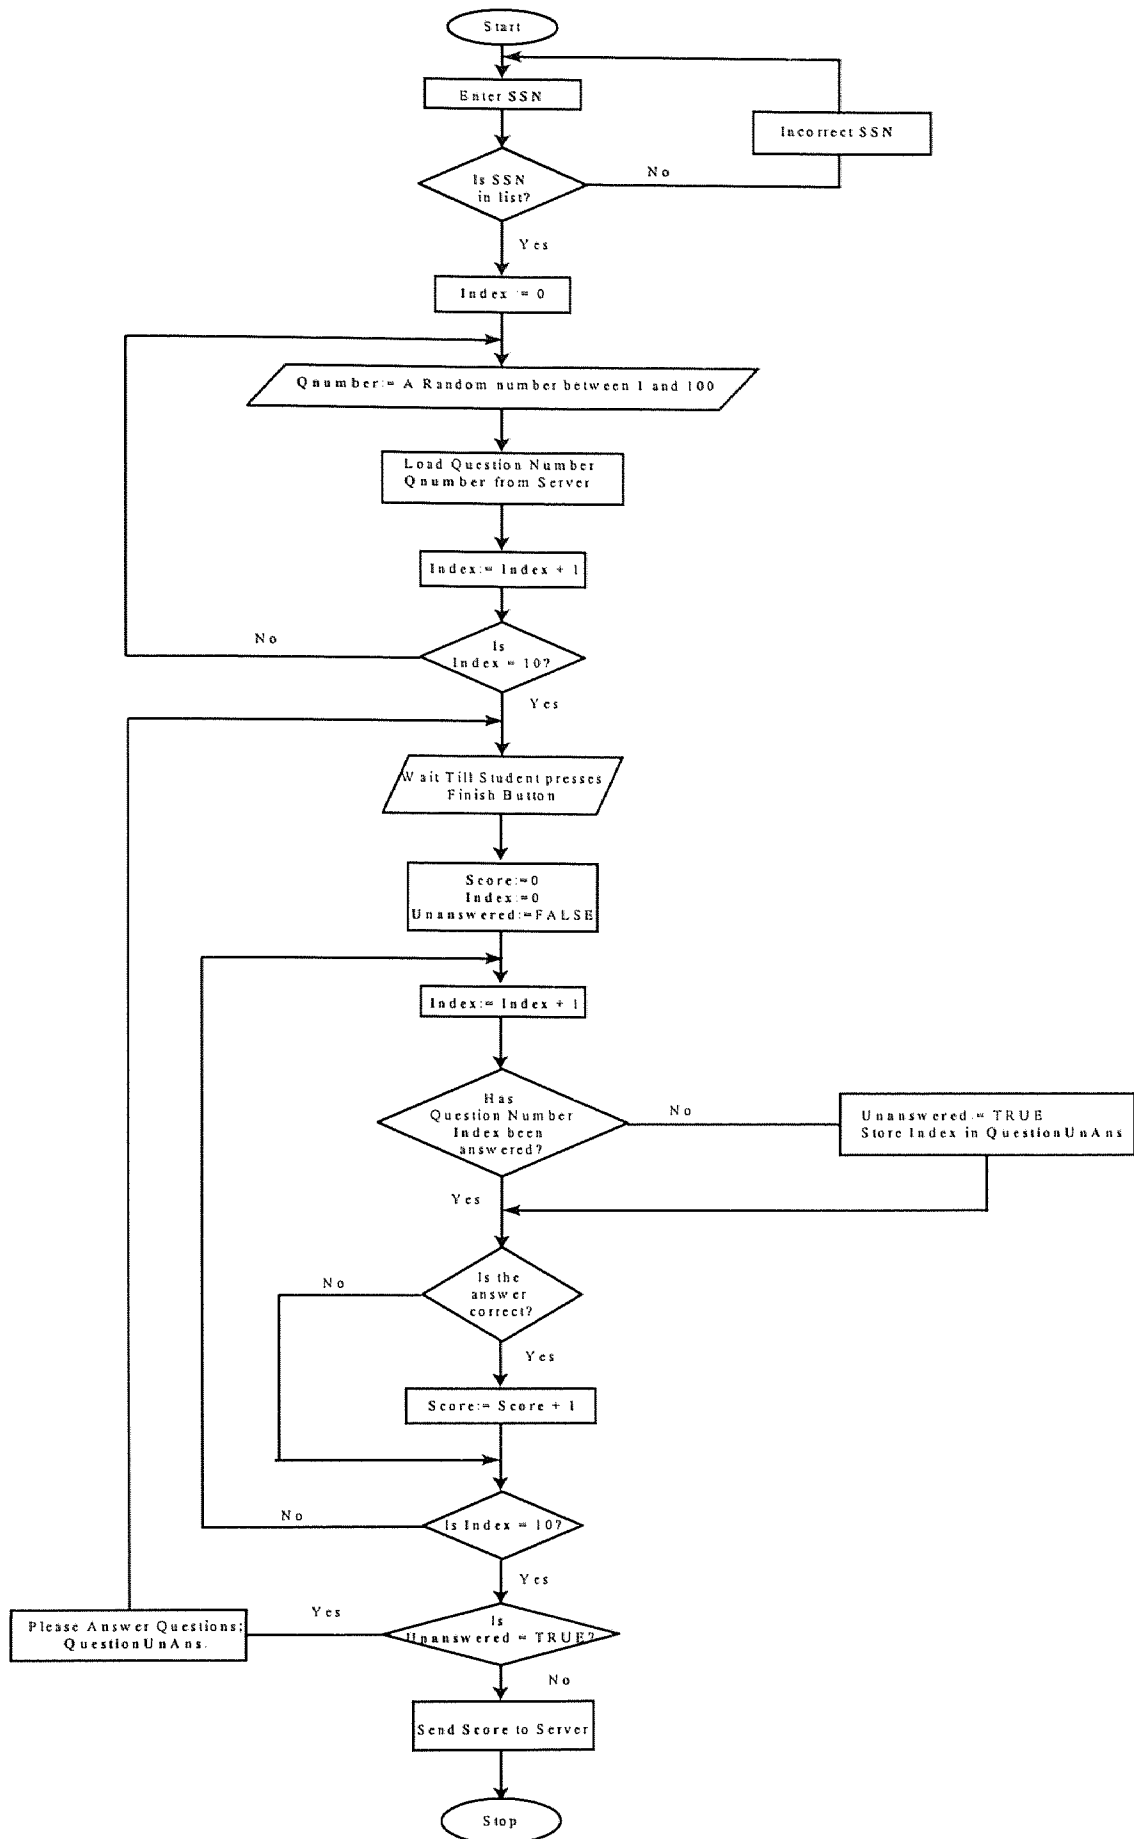 Start
Enter SSN
Incorrect SSN
No
Is SSN
in list?
Yes
Index := 0
Qnumber:= A Random number between 1 and 100
Load Question Number
Qnumber from Server
Index:= Index + 1
No
Is
Index = 10?
Yes
Wait Till Student presses
Finish Button
Score:=0
Index:=0
Unanswered:=FALSE
Index:= Index + 1
Has
Question Number
Index been
answered?
No
Unanswered:= TRUE
Store Index in QuestionUnAns
Yes
No
Is the
answer
correct?
Yes
Score:= Score + 1
No
Is Index = 10?
Yes
Please Answer Questions;
QuestionUnAns.
Yes
Is
Unanswered = TRUE?
No
Send Score to Server
Stop